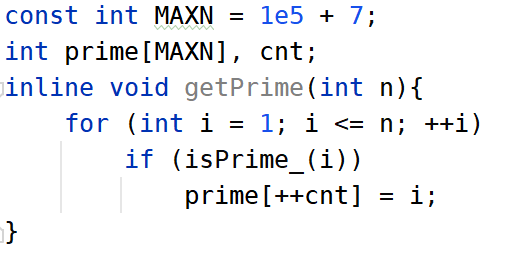 const int MAXN = 1e5 + 7;
int prime[MAXN], cnt;
inline void getPrime(int n){
    for (int i = 1; i <= n; ++i)
        if (isPrime_(i))
            prime[++cnt] = i;
}